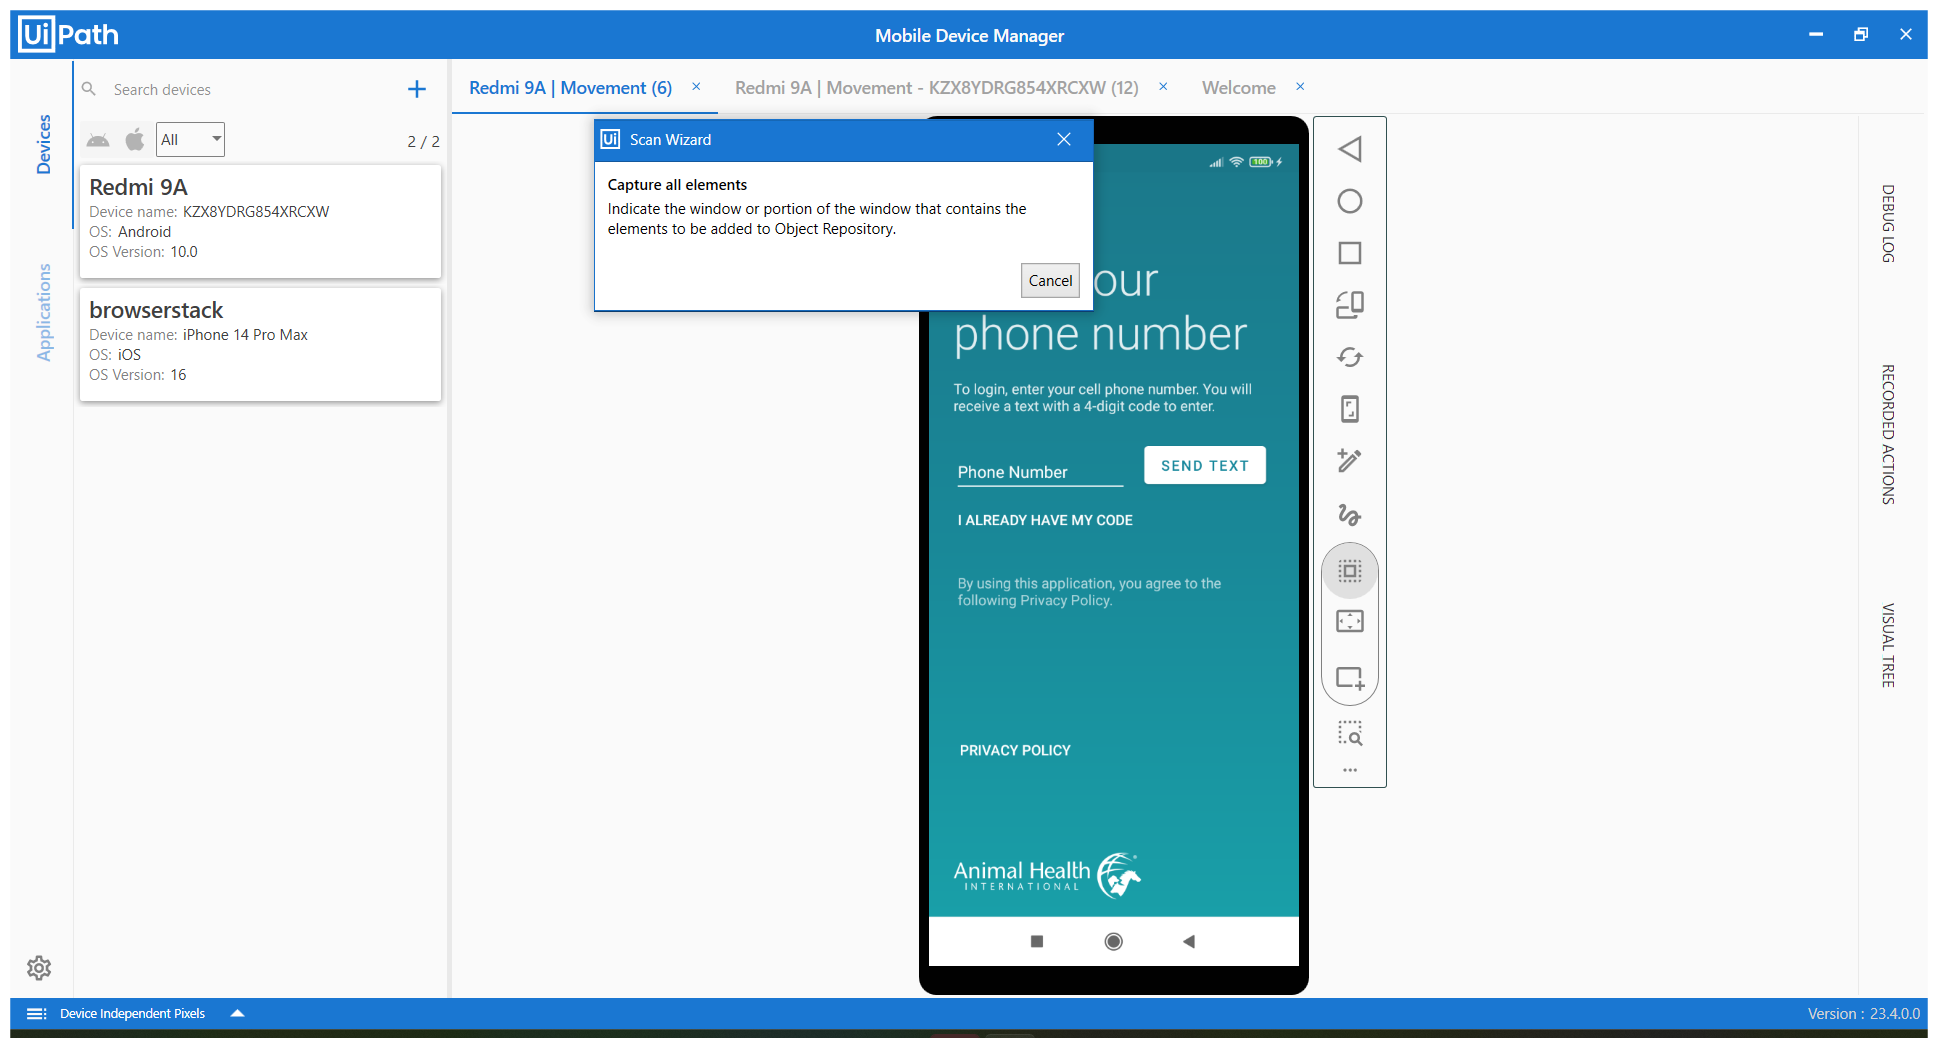 UiPath
Mobile Device Manager
Devices
Applications
Search devices
All
2 / 2
Redmi 9A
Device name: KZX8YDRG854XRCXW
OS: Android
OS Version: 10.0
browserstack
Device name: iPhone 14 Pro Max
OS: iOS
OS Version: 16
Redmi 9A | Movement (6)
Redmi 9A | Movement - KZX8YDRG854XRCXW (12)
Welcome
Ui Scan Wizard
Capture all elements
Indicate the window or portion of the window that contains the
elements to be added to Object Repository.
Cancel
100
our
phone number
To login, enter your cell phone number. You will
receive a text with a 4-digit code to enter.
Phone Number
SEND TEXT
I ALREADY HAVE MY CODE
By using this application, you agree to the
following Privacy Policy.
PRIVACY POLICY
Animal Health
INTERNATIONAL
DEBUG LOG
RECORDED ACTIONS
VISUAL TREE
Device Independent Pixels
Version : 23.4.0.0